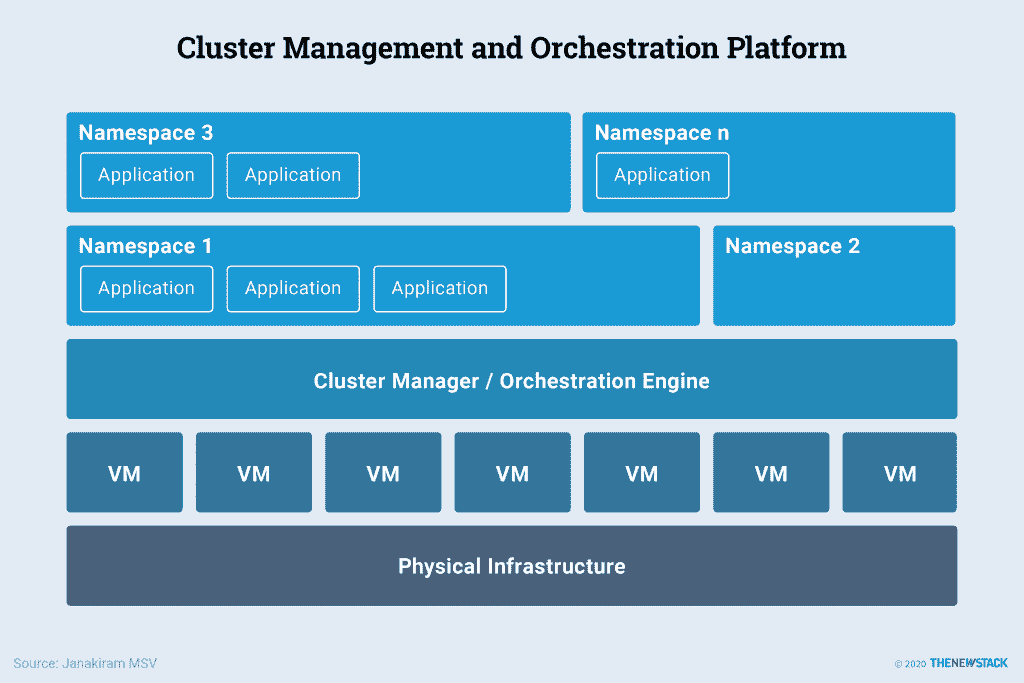 Cluster Management and Orchestration Platform
Namespace 3
Application Application
Namespace n
Application
Namespace 1
Application Application Application
Namespace 2
Cluster Manager / Orchestration Engine
VM VM VM VM VM VM VM
Physical Infrastructure
Source: Janakiram MSV
© 2020 THENEWSTACK